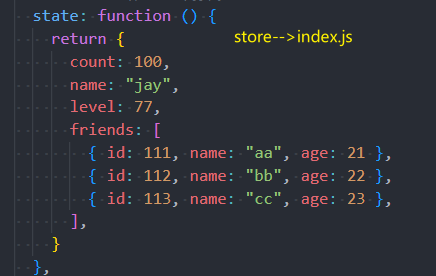 state: function () {
return {
store-->index.js
count: 100,
name: "jay",
level: 77,
friends: [
{ id: 111, name: "aa", age: 21 },
{ id: 112, name: "bb", age: 22 },
{ id: 113, name: "cc", age: 23 },
],
}
},